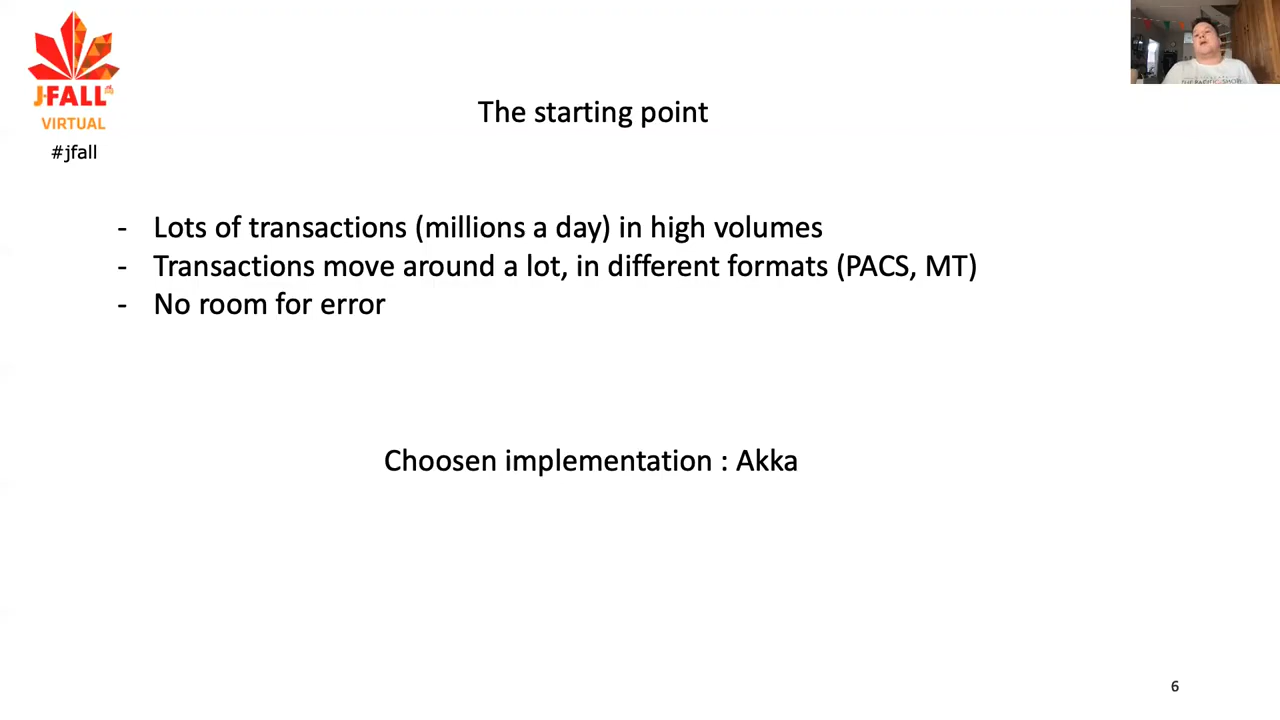 J-FALL
VIRTUAL
#jfall
The starting point
- Lots of transactions (millions a day) in high volumes
- Transactions move around a lot, in different formats (PACS, MT)
- No room for error
Choosen implementation : Akka
6